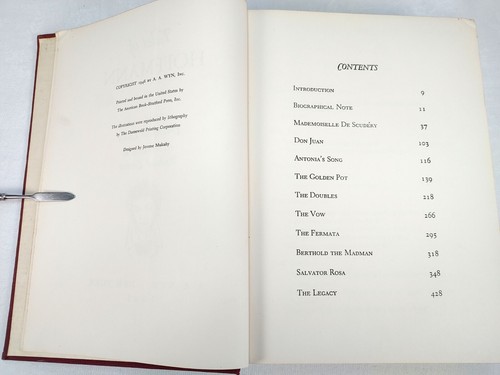 COPYRIGHT 1946 BY A. A. WYN, Inc.
Printed and bound in the United States by
The American Book–Stratford Press, Inc.
The illustrations were reproduced by lithography
by The Duenewald Printing Corporation.
Designed by Jerome Mulcahy
CONTENTS
INTRODUCTION 9
BIOGRAPHICAL NOTE 11
MADEMOISELLE DE SCUDÉRY 37
DON JUAN 103
ANTONIA'S SONG 116
THE GOLDEN POT 139
THE DOUBLES 218
THE VOW 266
THE FERMATA 295
BERTHOLD THE MADMAN 318
SALVATOR ROSA 348
THE LEGACY 428